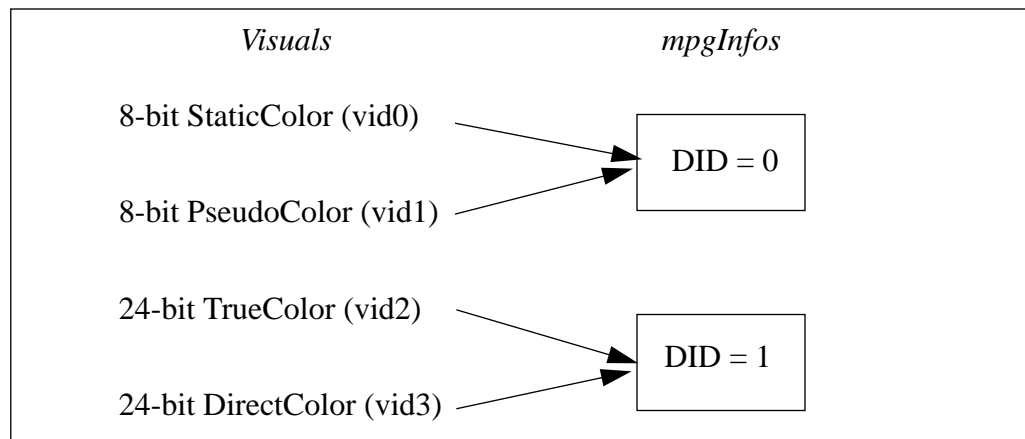 Visuals mpgInfos
8-bit StaticColor (vid0)
DID = 0
8-bit PseudoColor (vid1)
24-bit TrueColor (vid2)
DID = 1
24-bit DirectColor (vid3)